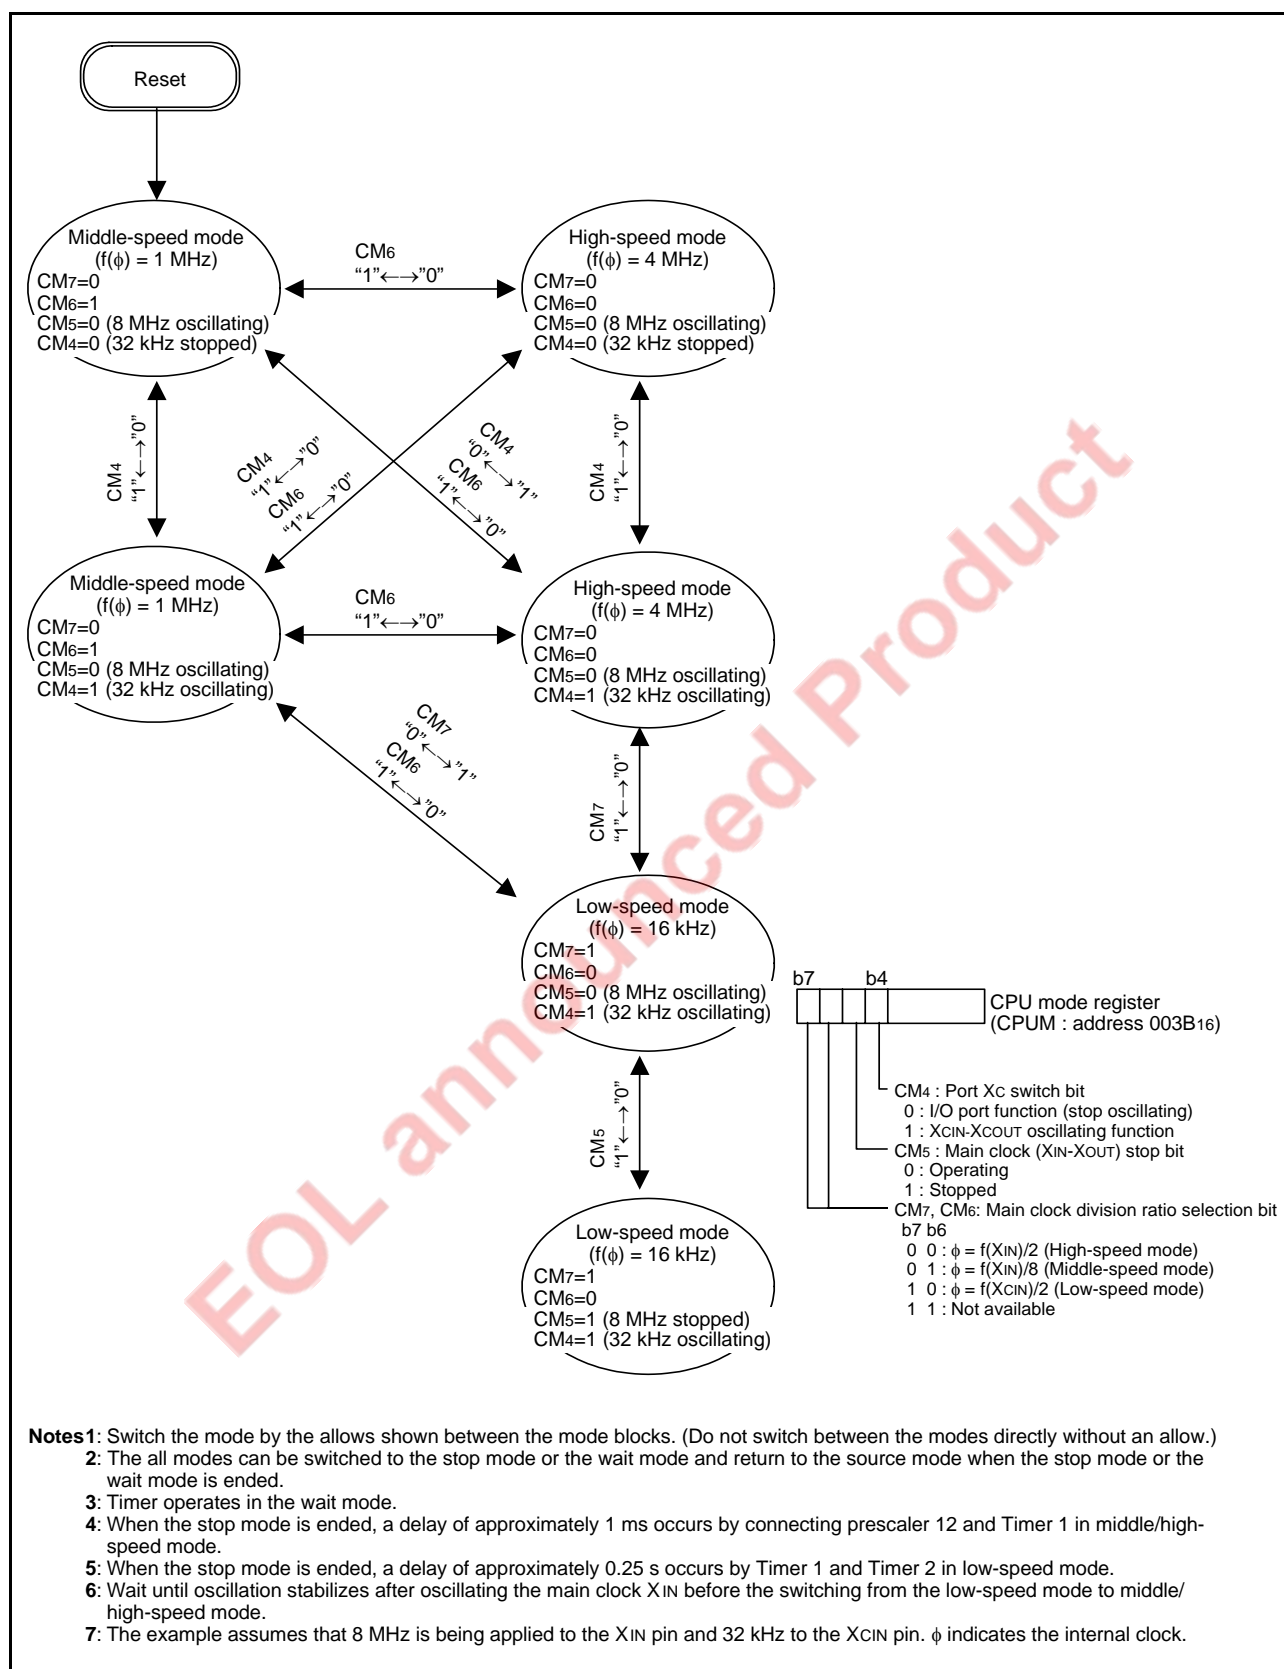 Reset
Middle-speed mode
(f(ϕ) = 1 MHz)
CM7=0
CM6=1
CM5=0 (8 MHz oscillating)
CM4=0 (32 kHz stopped)
CM6
“1”←→”0”
High-speed mode
(f(ϕ) = 4 MHz)
CM7=0
CM6=0
CM5=0 (8 MHz oscillating)
CM4=0 (32 kHz stopped)
CM4
“1”←→”0”
CM4
“1”←→”0”
CM6
“1”←→”0”
CM4
“0”←→”1”
CM6
“1”←→”0”
CM4
“1”←→”0”
Middle-speed mode
(f(ϕ) = 1 MHz)
CM7=0
CM6=1
CM5=0 (8 MHz oscillating)
CM4=1 (32 kHz oscillating)
CM6
“1”←→”0”
High-speed mode
(f(ϕ) = 4 MHz)
CM7=0
CM6=0
CM5=0 (8 MHz oscillating)
CM4=1 (32 kHz oscillating)
CM7
“0”←→”1”
CM6
“1”←→”0”
CM7
“1”←→”0”
Low-speed mode
(f(ϕ) = 16 kHz)
CM7=1
CM6=0
CM5=0 (8 MHz oscillating)
CM4=1 (32 kHz oscillating)
CM5
“1”←→”0”
Low-speed mode
(f(ϕ) = 16 kHz)
CM7=1
CM6=0
CM5=1 (8 MHz stopped)
CM4=1 (32 kHz oscillating)
b7 b4
CPU mode register
(CPUM : address 003B16)
CM4 : Port XC switch bit
0 : I/O port function (stop oscillating)
1 : XCIN-XCOUT oscillating function
CM5 : Main clock (XIN-XOUT) stop bit
0 : Operating
1 : Stopped
CM7, CM6: Main clock division ratio selection bit
b7 b6
0 0 : ϕ = f(XIN)/2 (High-speed mode)
0 1 : ϕ = f(XIN)/8 (Middle-speed mode)
1 0 : ϕ = f(XCIN)/2 (Low-speed mode)
1 1 : Not available
EOL announced Product
Notes1: Switch the mode by the allows shown between the mode blocks. (Do not switch between the modes directly without an allow.)
2: The all modes can be switched to the stop mode or the wait mode and return to the source mode when the stop mode or the
wait mode is ended.
3: Timer operates in the wait mode.
4: When the stop mode is ended, a delay of approximately 1 ms occurs by connecting prescaler 12 and Timer 1 in middle/high-
speed mode.
5: When the stop mode is ended, a delay of approximately 0.25 s occurs by Timer 1 and Timer 2 in low-speed mode.
6: Wait until oscillation stabilizes after oscillating the main clock XIN before the switching from the low-speed mode to middle/
high-speed mode.
7: The example assumes that 8 MHz is being applied to the XIN pin and 32 kHz to the XCIN pin. ϕ indicates the internal clock.